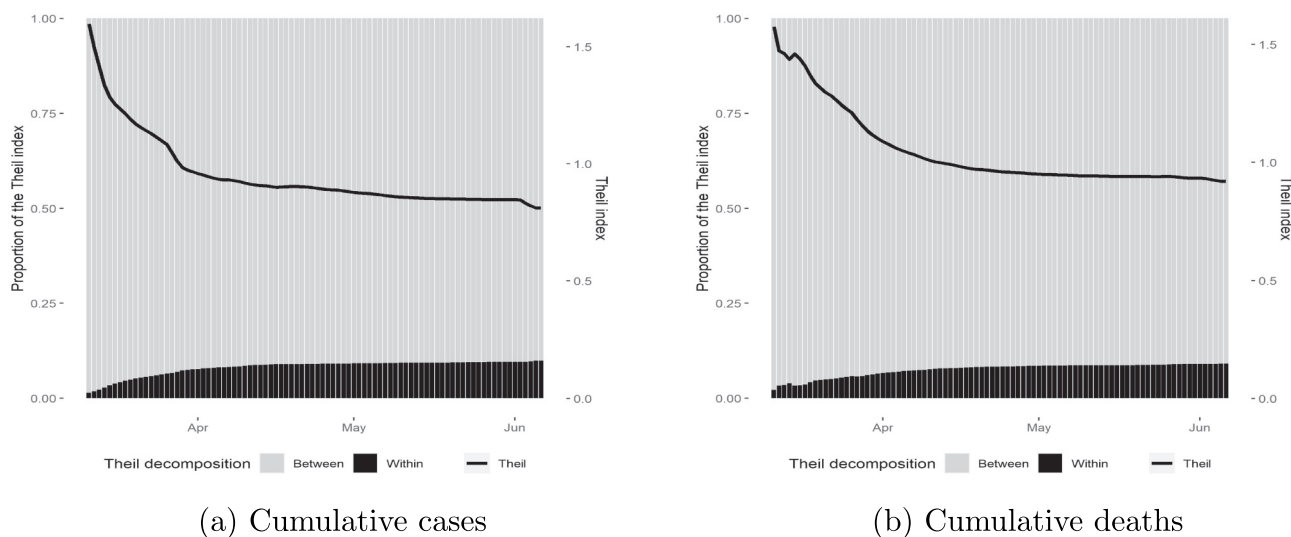 1.00
0.75
0.50
0.25
0.00
Proportion of the Theil index
1.5
1.0
0.5
0.0
Theil index
Apr
May
Jun
Theil decomposition Between Within Theil
(a) Cumulative cases
1.00
0.75
0.50
0.25
0.00
Proportion of the Theil index
1.5
1.0
0.5
0.0
Theil index
Apr
May
Jun
Theil decomposition Between Within Theil
(b) Cumulative deaths